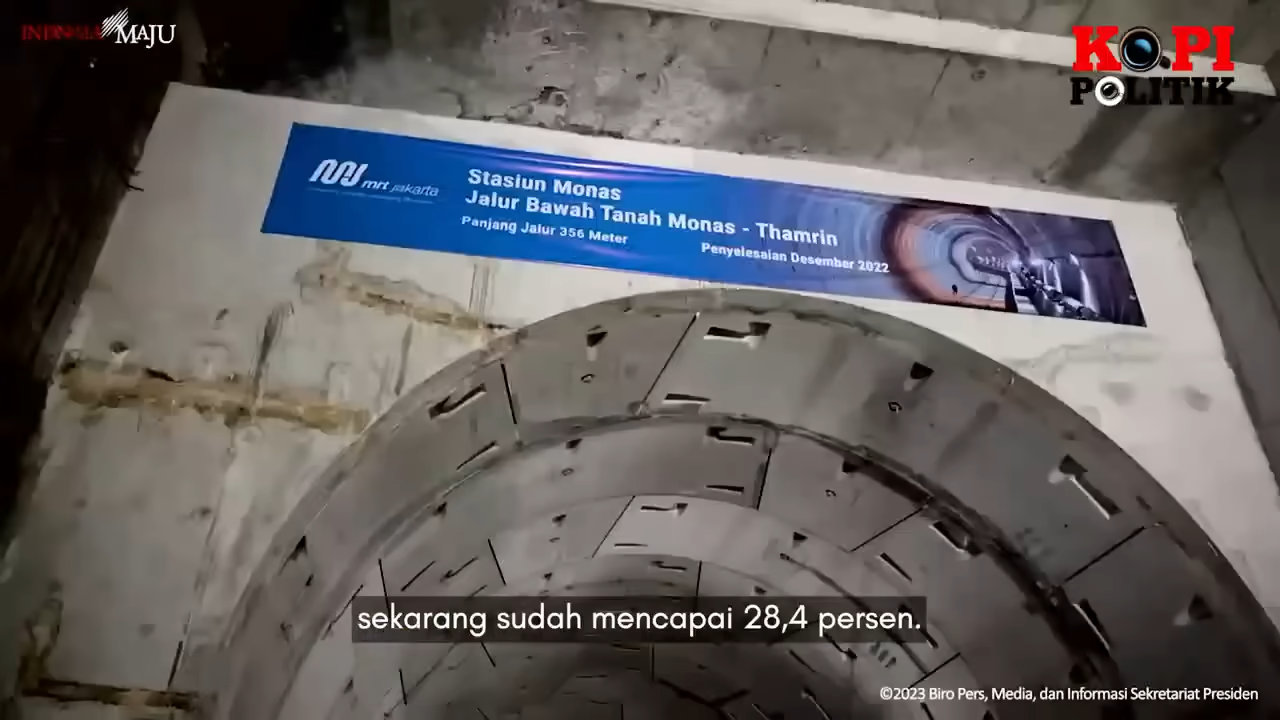 INDONESIA MAJU
KOPI
POLITIK
mrt jakarta
Stasiun Monas
Jalur Bawah Tanah Monas - Thamrin
Panjang Jalur 356 Meter
Penyelesaian Desember 2022
sekarang sudah mencapai 28,4 persen.
©2023 Biro Pers, Media, dan Informasi Sekretariat Presiden